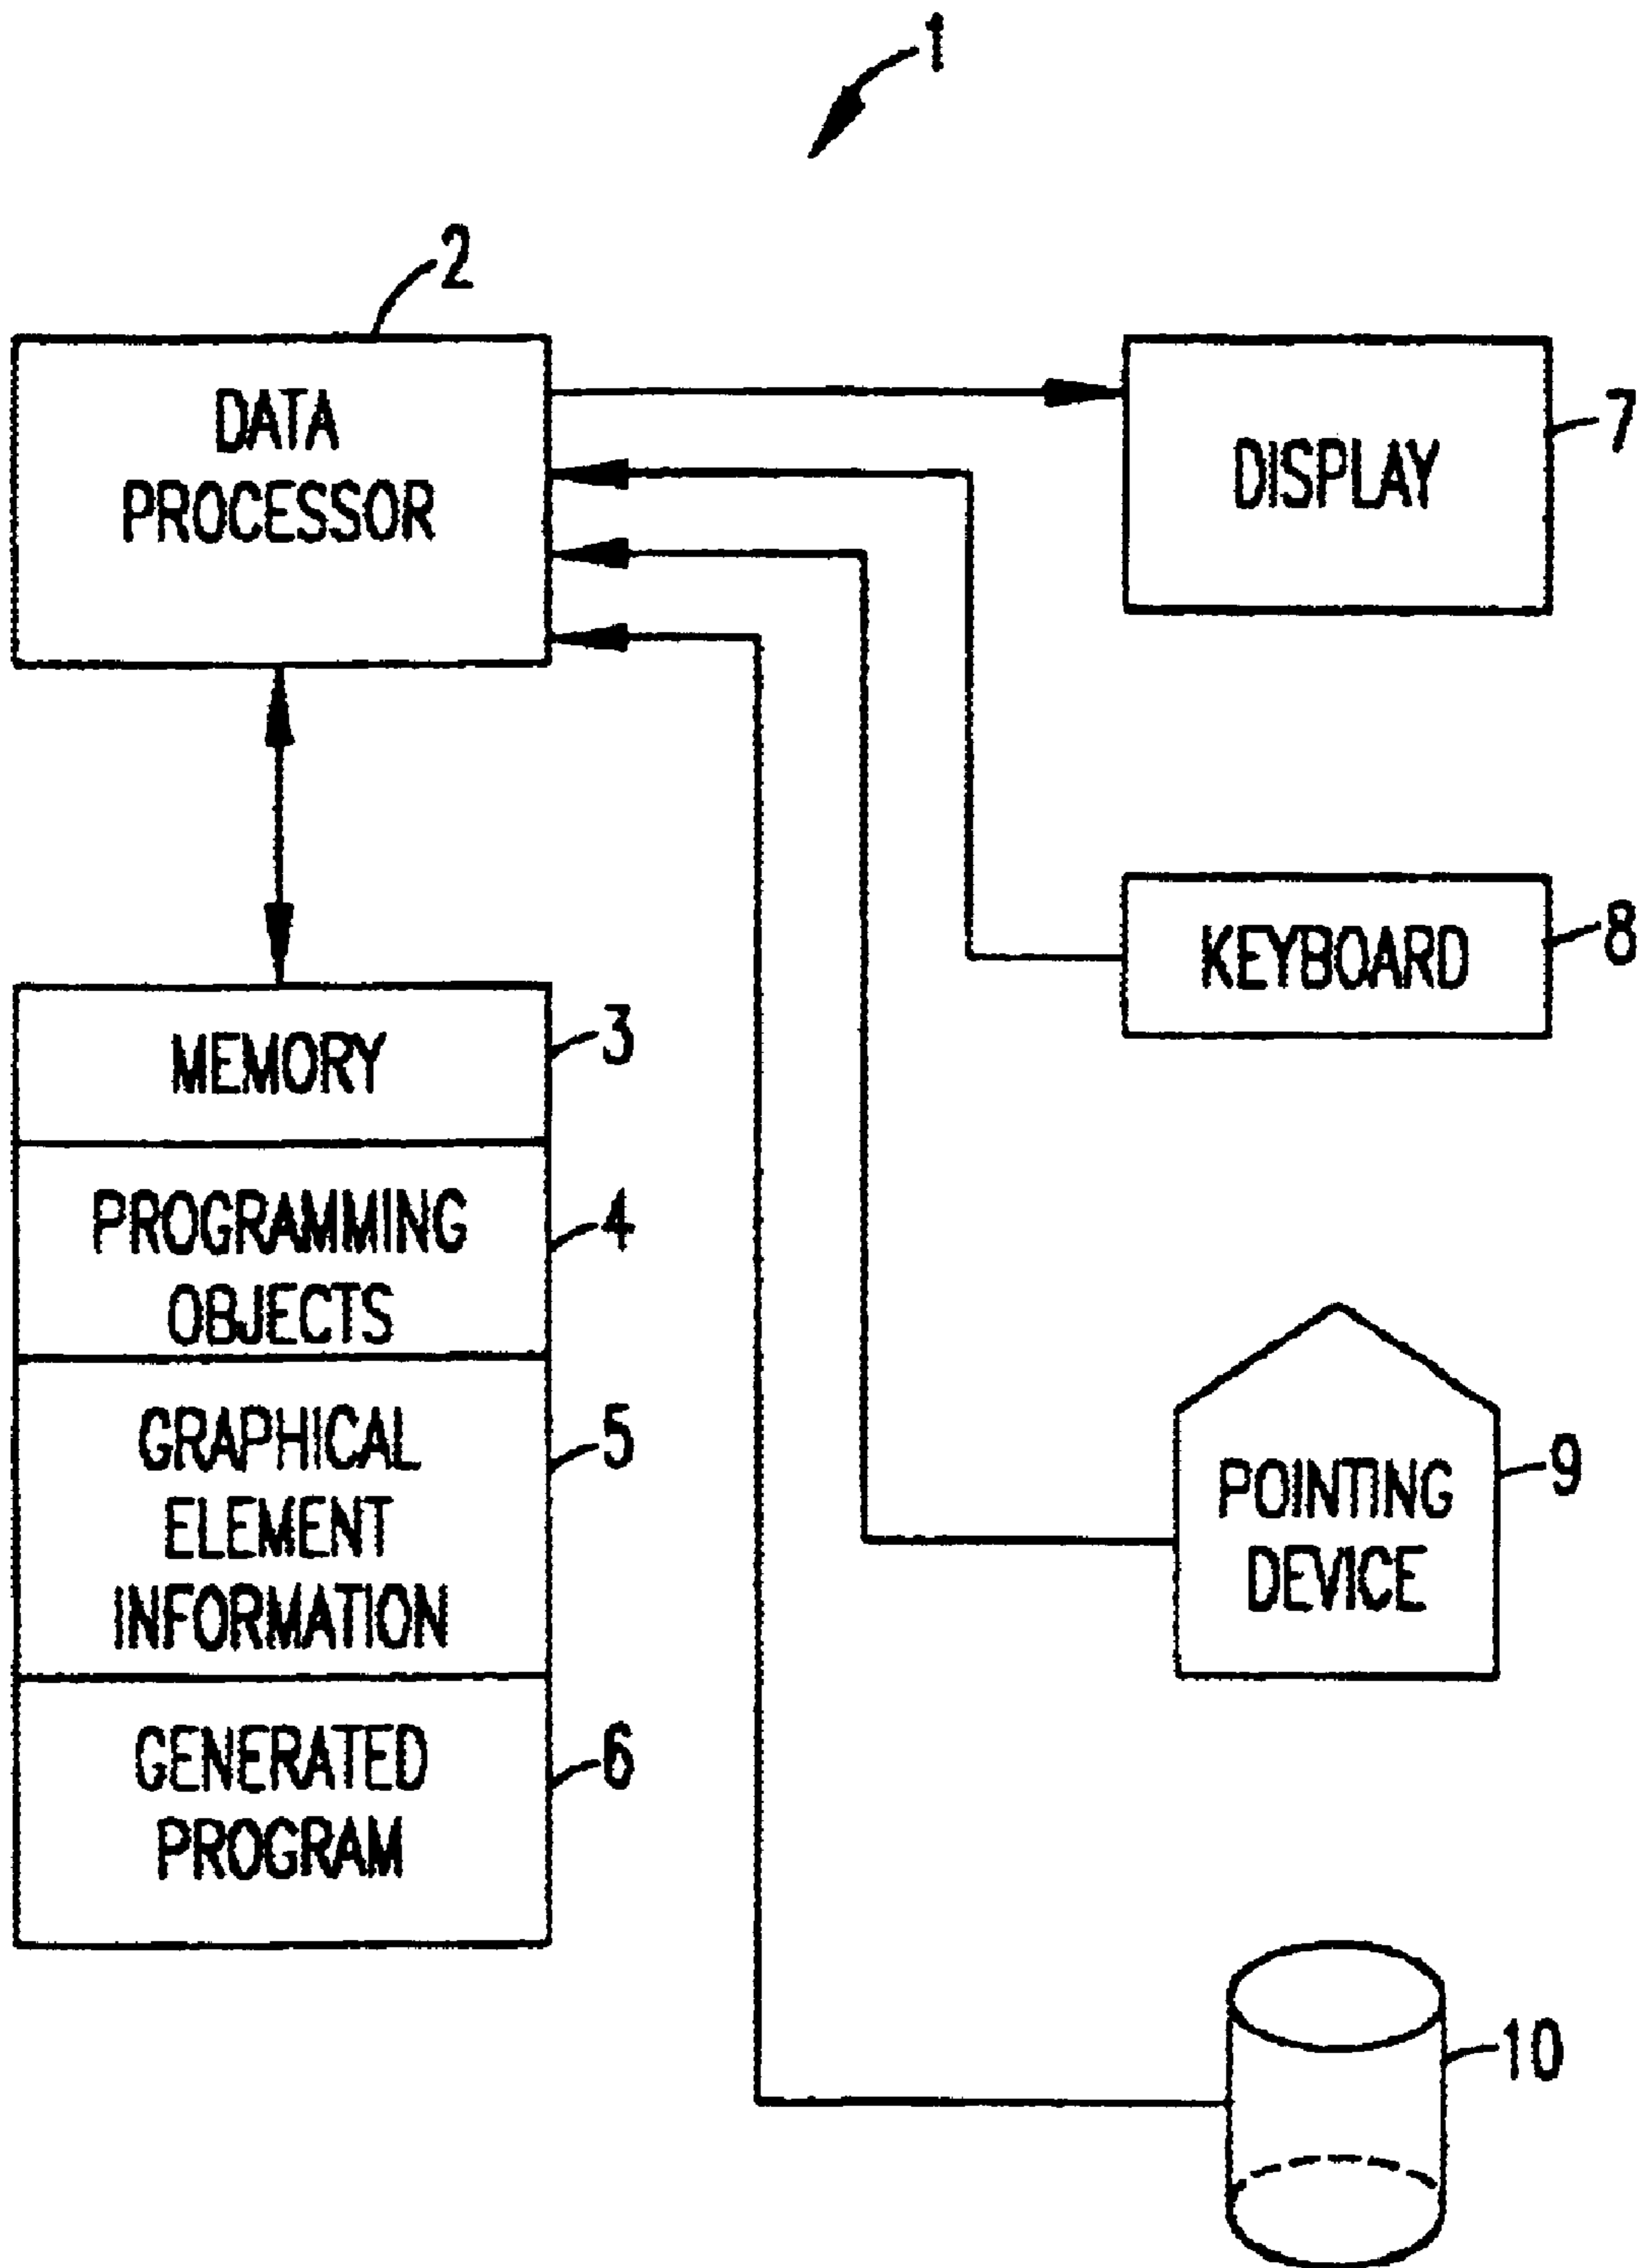 1
2
DATA
PROCESSOR
DISPLAY
7
KEYBOARD
8
MEMORY
3
PROGRAMMING
OBJECTS
4
GRAPHICAL
ELEMENT
INFORMATION
5
GENERATED
PROGRAM
6
POINTING
DEVICE
9
10